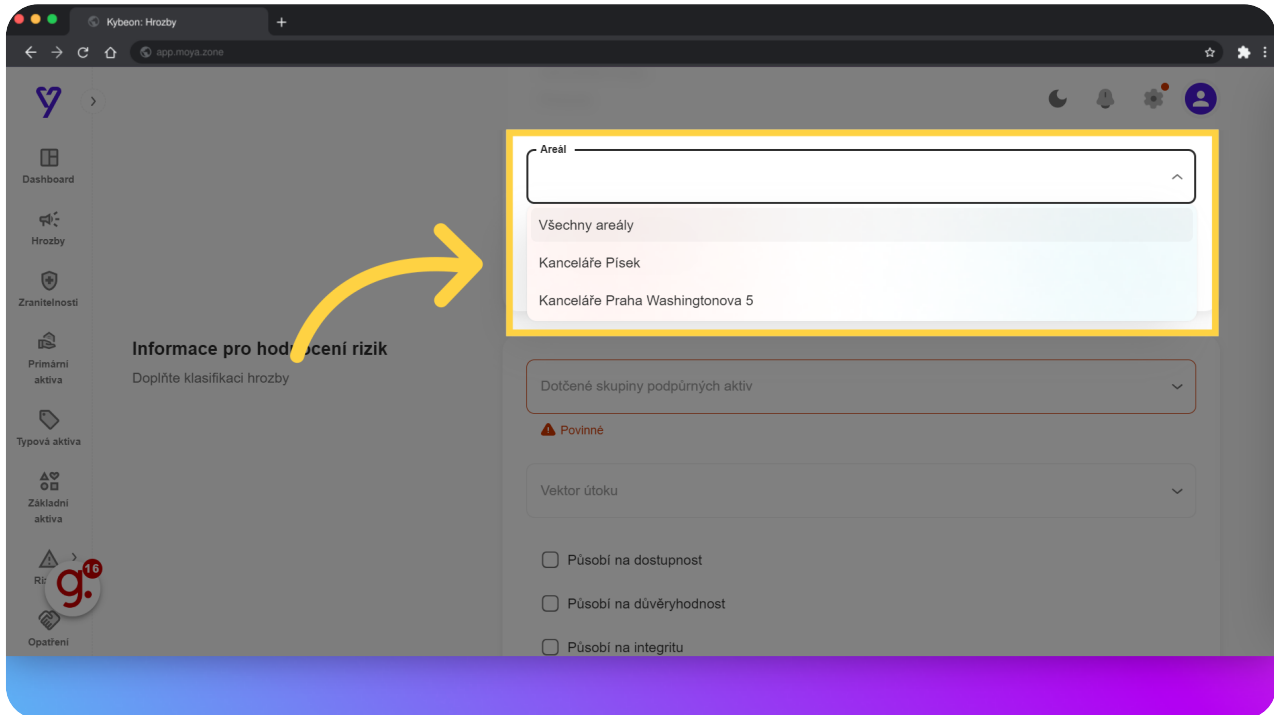 Kybeon: Hrozby
app.moya.zone
Dashboard
Hrozby
Zranitelnosti
Primární
aktiva
Typová aktiva
Základní
aktiva
g. 16
Opatření
Informace pro hodnocení rizik
Doplňte klasifikaci hrozby
Areál
Všechny areály
Kanceláře Písek
Kanceláře Praha Washingtonova 5
Dotčené skupiny podpůrných aktiv
Povinné
Vektor útoku
Působí na dostupnost
Působí na důvěryhodnost
Působí na integritu